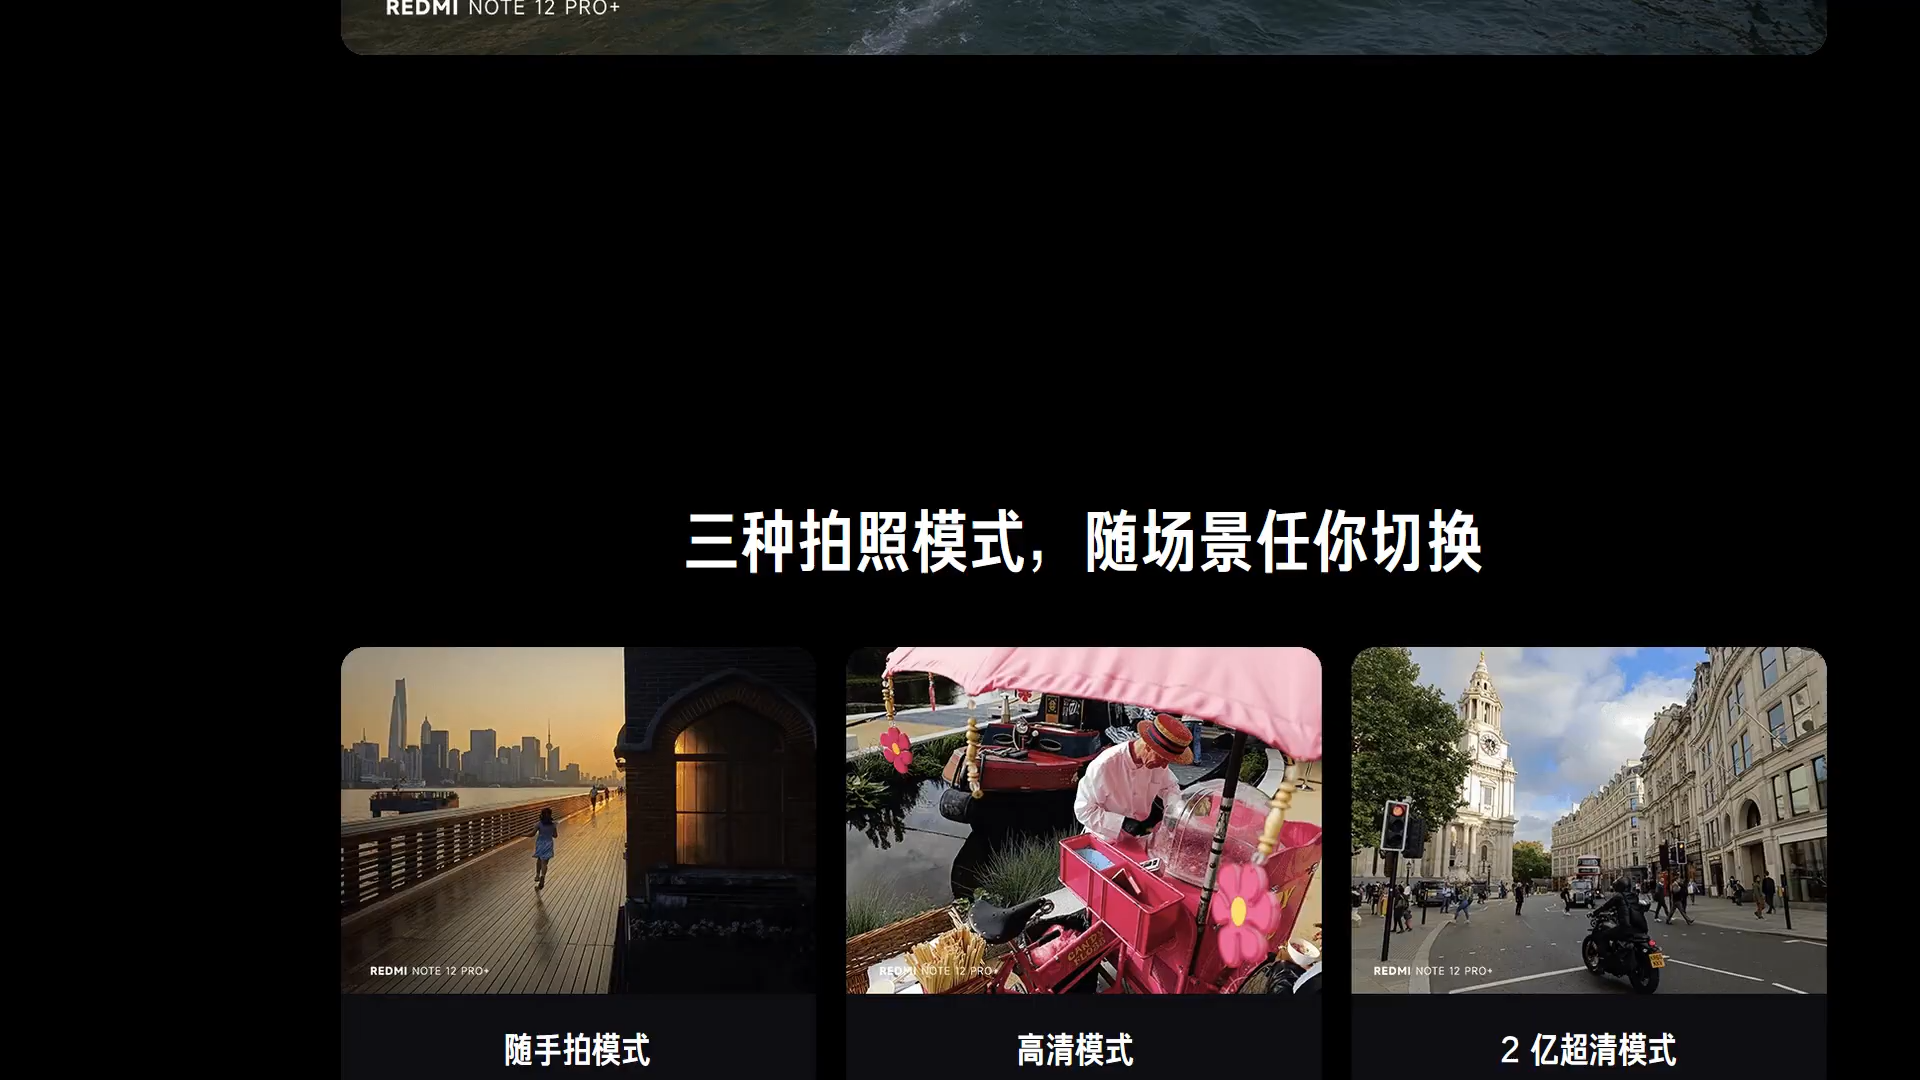 REDMI NOTE 12 PRO+
三种拍照模式，随场景任你切换
REDMI NOTE 12 PRO+
REDMI NOTE 12 PRO+
REDMI NOTE 12 PRO+
随手拍模式
高清模式
2 亿超清模式